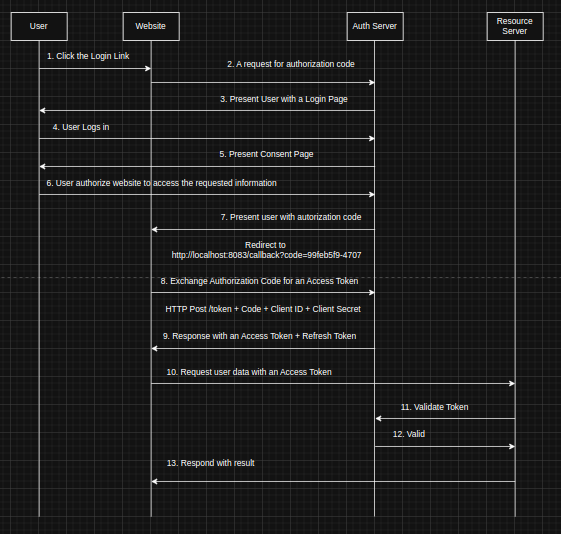 User
Website
Auth Server
Resource
Server
1. Click the Login Link
2. A request for authorization code
3. Present User with a Login Page
4. User Logs in
5. Present Consent Page
6. User authorize website to access the requested information
7. Present user with autorization code
Redirect to
http://localhost:8083/callback?code=99feb5f9-4707
8. Exchange Authorization Code for an Access Token
HTTP Post /token + Code + Client ID + Client Secret
9. Response with an Access Token + Refresh Token
10. Request user data with an Access Token
11. Validate Token
12. Valid
13. Respond with result